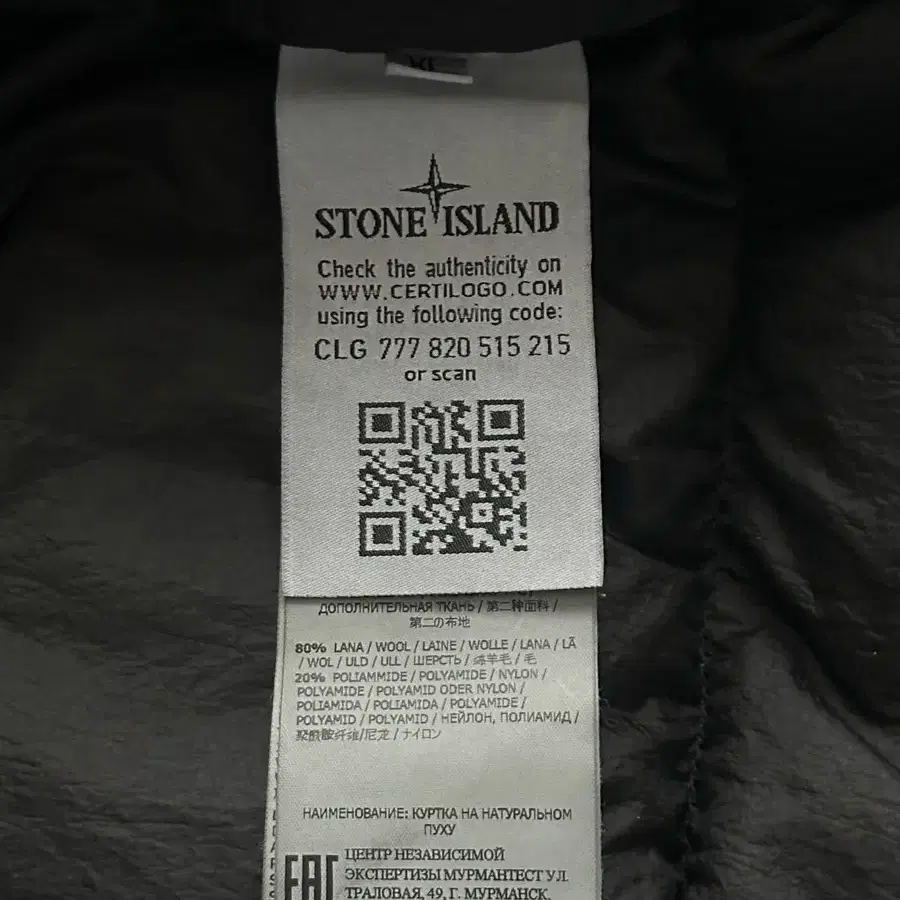 XL
STONE ISLAND
Check the authenticity on
WWW.CERTILOGO.COM
using the following code:
CLG 777 820 515 215
or scan
ДОПОЛНИТЕЛЬНАЯ ТКАНЬ / 第二种面料 /
第二の布地
80% LANA / WOOL / LAINE / WOLLE / LANA / LÃ
/ WOL / ULD / ULL / ШЕРСТЬ / 绵羊毛 / 毛
20% POLIAMMIDE / POLYAMIDE / NYLON /
POLYAMIDE / POLYAMID ODER NYLON /
POLIAMIDA / POLIAMIDA / POLYAMIDE /
POLYAMID / POLYAMID / НЕЙЛОН, ПОЛИАМИД /
聚酰胺纤维/尼龙 / ナイロン
НАИМЕНОВАНИЕ: КУРТКА НА НАТУРАЛЬНОМ
ПУХУ
EAC
ЦЕНТР НЕЗАВИСИМОЙ
ЭКСПЕРТИЗЫ МУРМАНТЕСТ УЛ.
ТРАЛОВАЯ, 49, Г. МУРМАНСК,